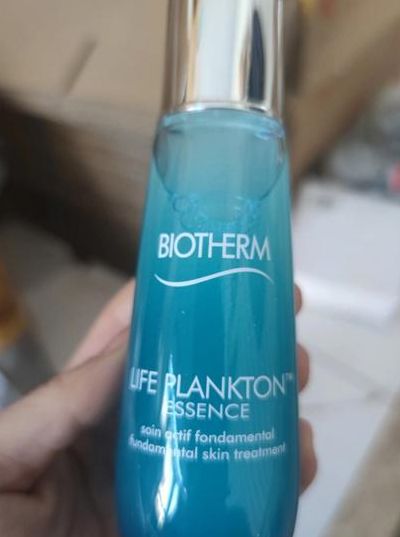 BIOTHERM
LIFE PLANKTON™
ESSENCE
soin actif fondamental
fundamental skin treatment